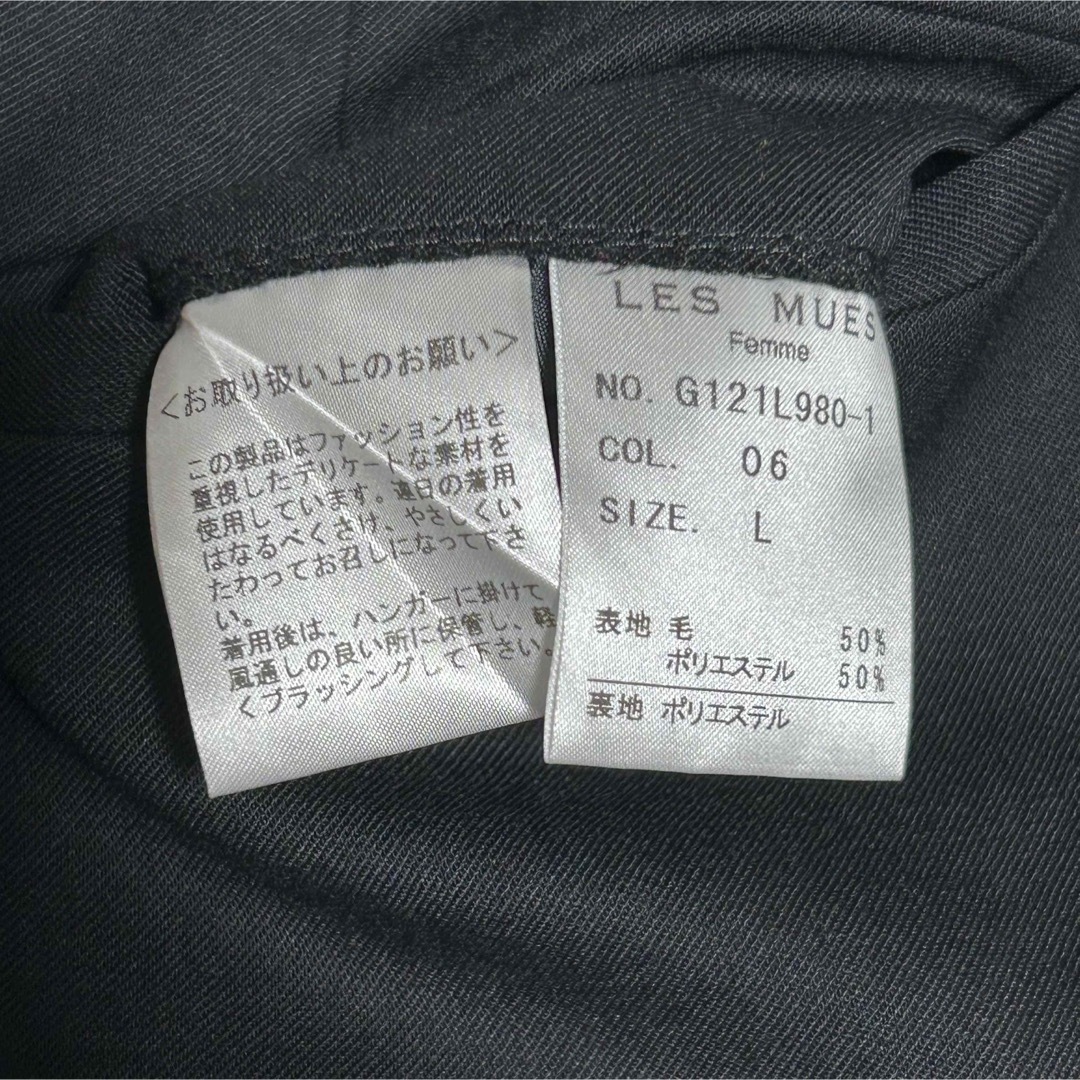 <お取り扱い上のお願い>
この製品はファッション性を
重視したデリケートな素材を
使用しています。連日の着用
はなるべくさけ、やさしくい
たわってお召しになって下さ
い。
着用後は、ハンガーに掛けて
風通しの良い所に保管し、軽
くブラッシングして下さい。
LES MUES
Femme
NO. G121L980-1
COL. 06
SIZE. L
表地 毛 50%
ポリエステル 50%
裏地 ポリエステル